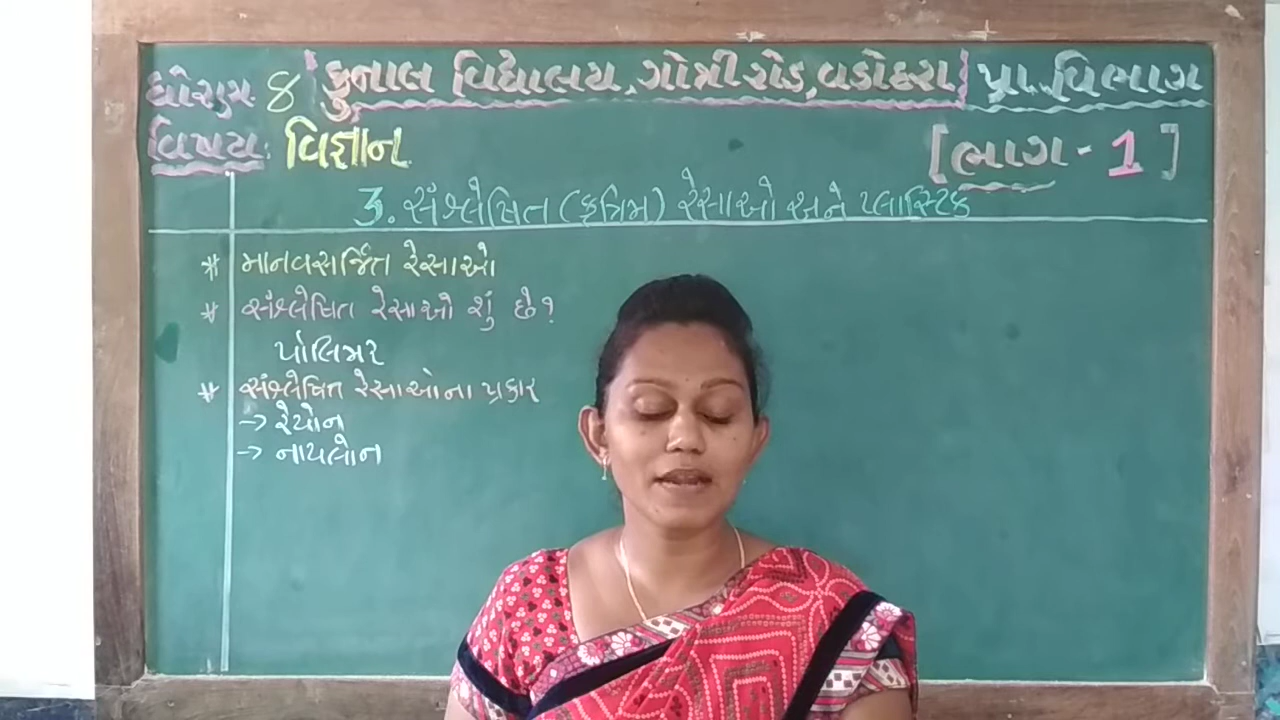 ધોરણ 8 કુનાલ વિદ્યાલય, ગોત્રી રોડ, વડોદરા પ્રા. વિભાગ
વિષય: વિજ્ઞાન [ભાગ - 1]
3. સંશ્લેષિત (કૃત્રિમ) રેસાઓ અને પ્લાસ્ટિક
* માનવસર્જિત રેસાઓ
* સંશ્લેષિત રેસાઓ શું છે?
પોલિમર
* સંશ્લેષિત રેસાઓના પ્રકાર
-> રેયોન
-> નાયલોન